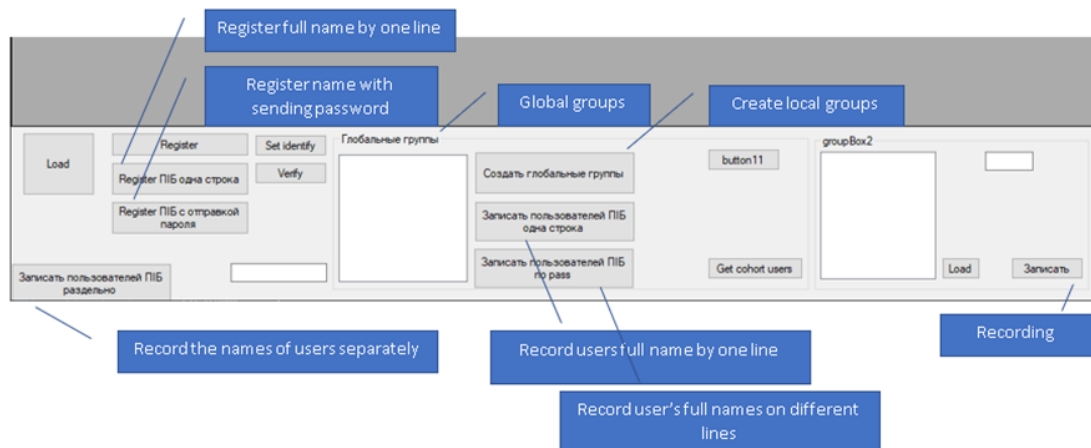 Register full name by one line
Register name with
sending password
Global groups
Create local groups
Load
Register
Register ПІБ одна строка
Register ПІБ с отправкой
пароля
Set identify
Verify
Записать пользователей ПІБ
раздельно
Глобальные группы
Создать глобальные группы
Записать пользователей ПІБ
одна строка
Записать пользователей ПІБ
no pass
button11
Get cohort users
groupBox2
Load
Записать
Record the names of users separately
Record users full name by one line
Recording
Record user's full names on different
lines